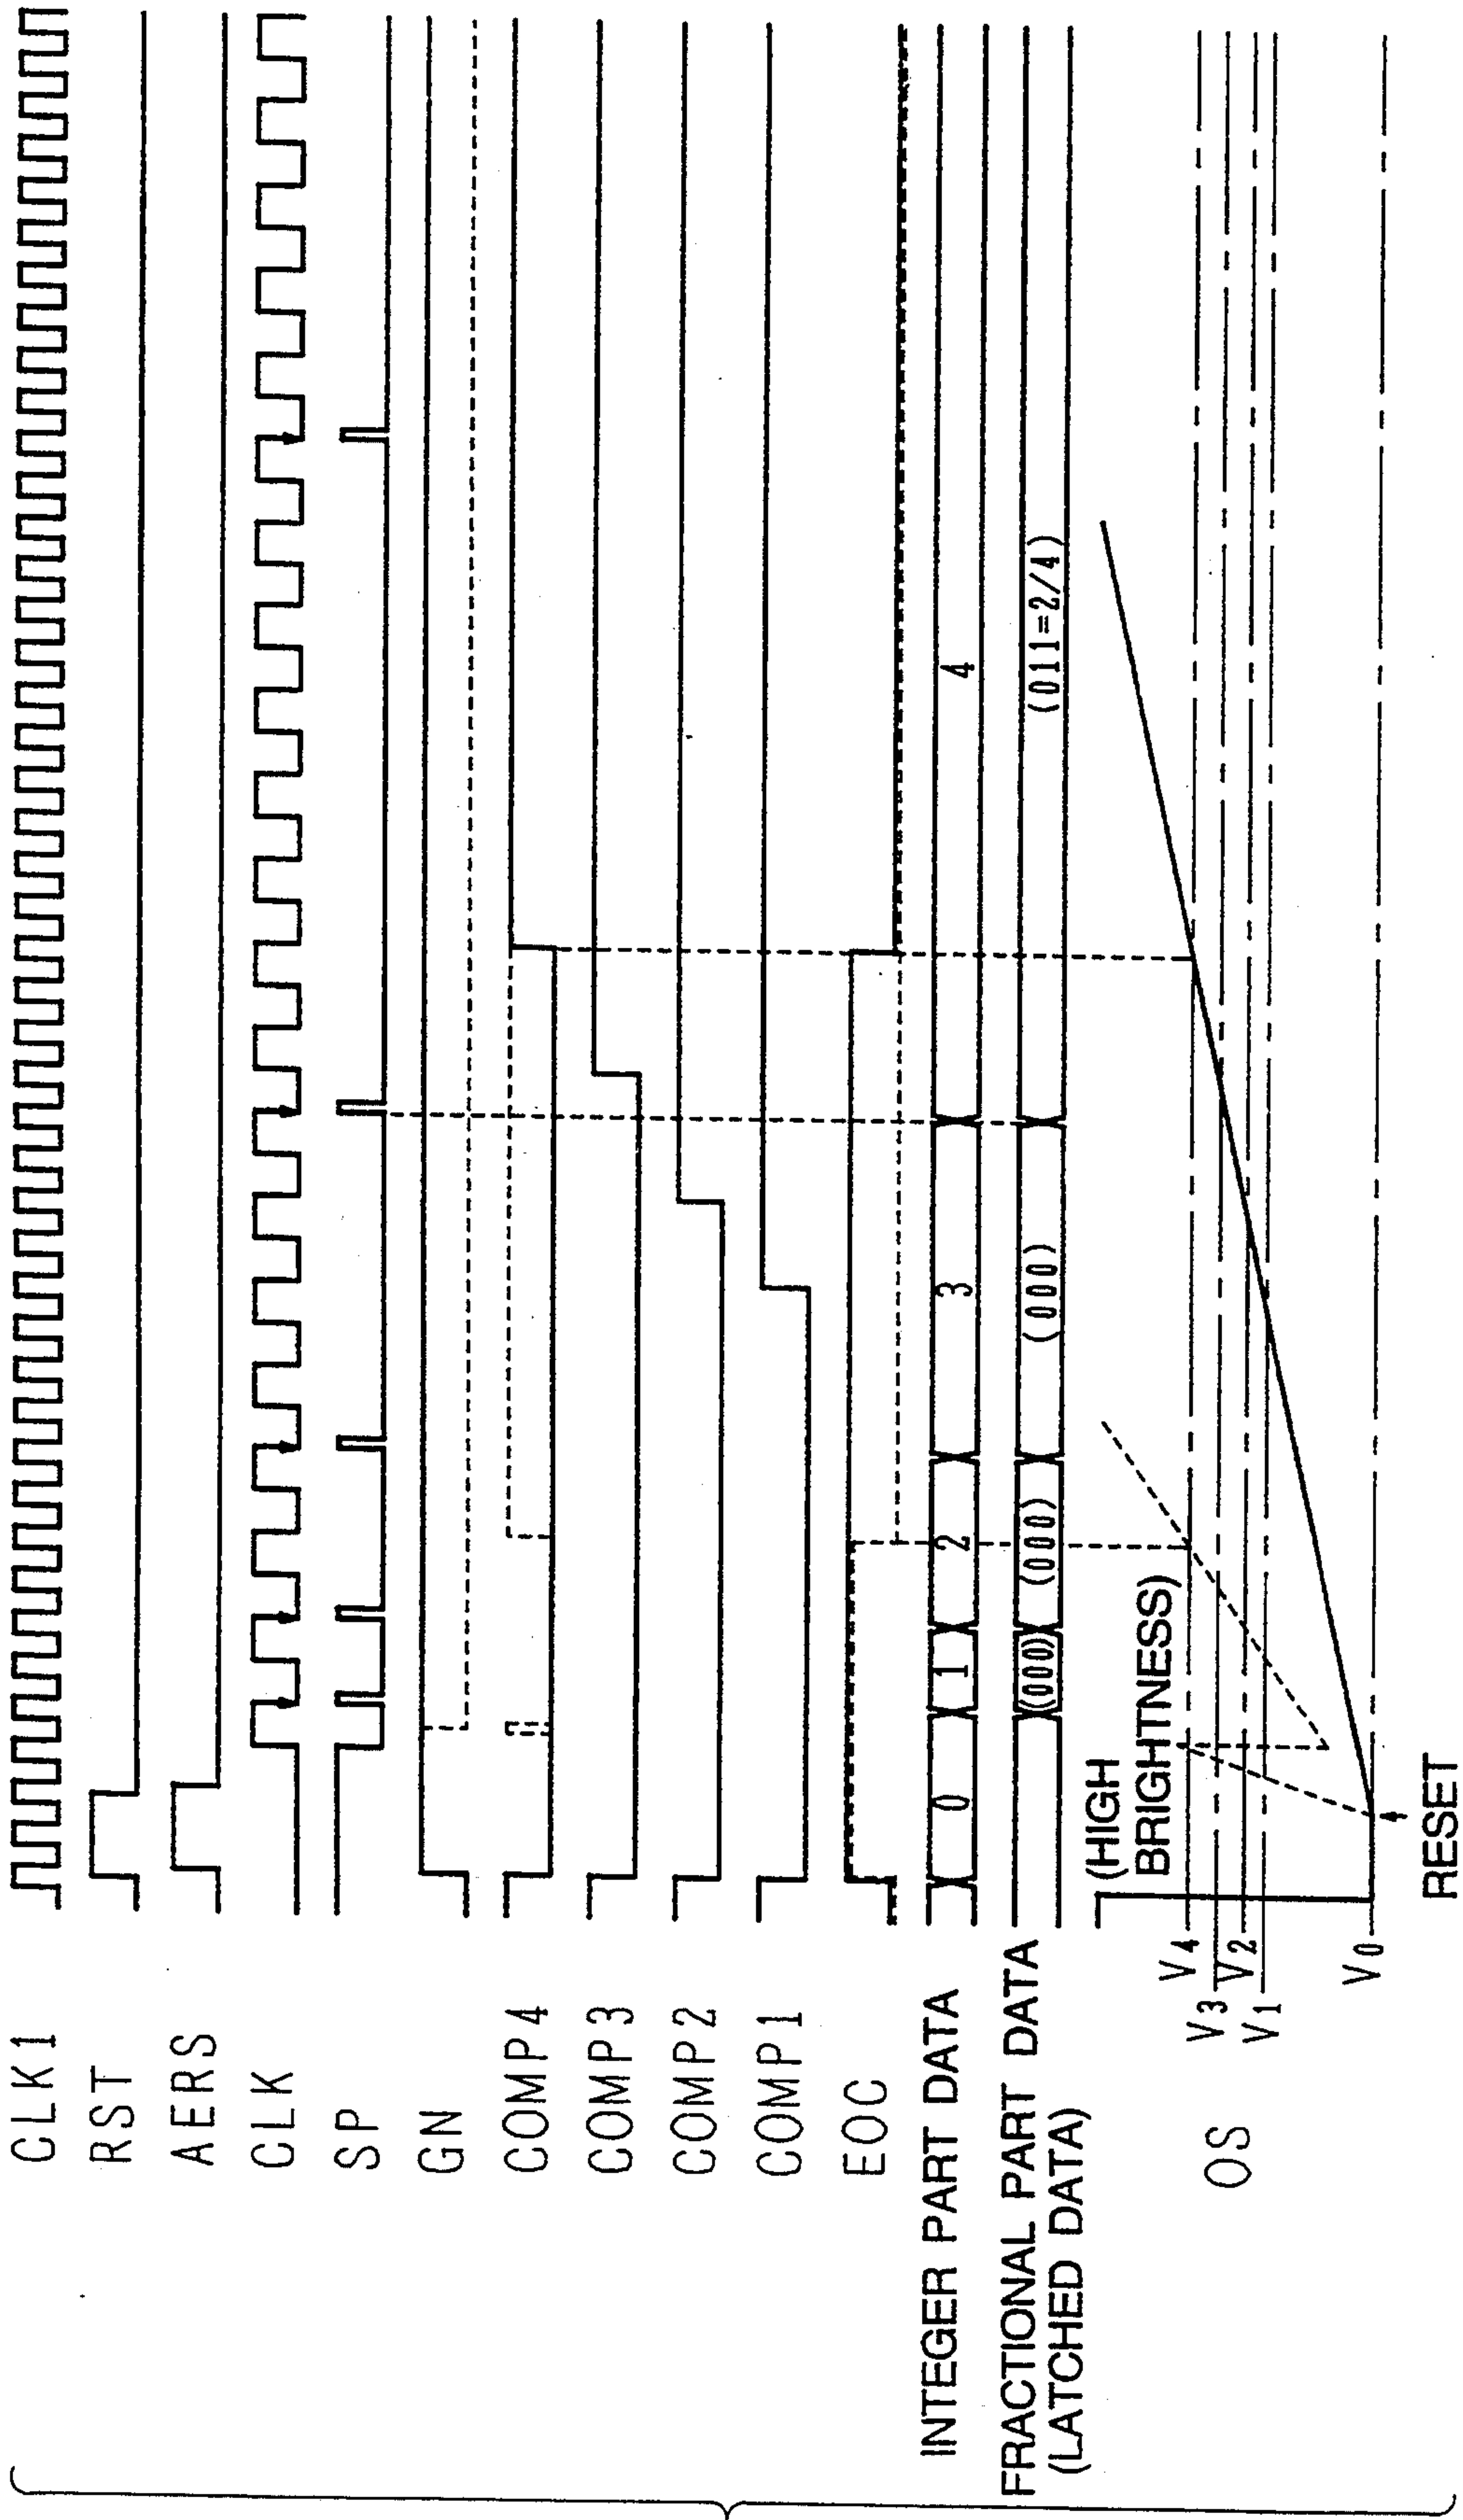 CLK1
RST
AERS
CLK
SP
GN
COMP4
COMP3
COMP2
COMP1
EOC
INTEGER PART DATA
0 1 2 3 4
FRACTIONAL PART DATA
(LATCHED DATA)
(000) (000) (000) (011=2/4)
OS
(HIGH
BRIGHTNESS)
V4
V3
V2
V1
V0
RESET